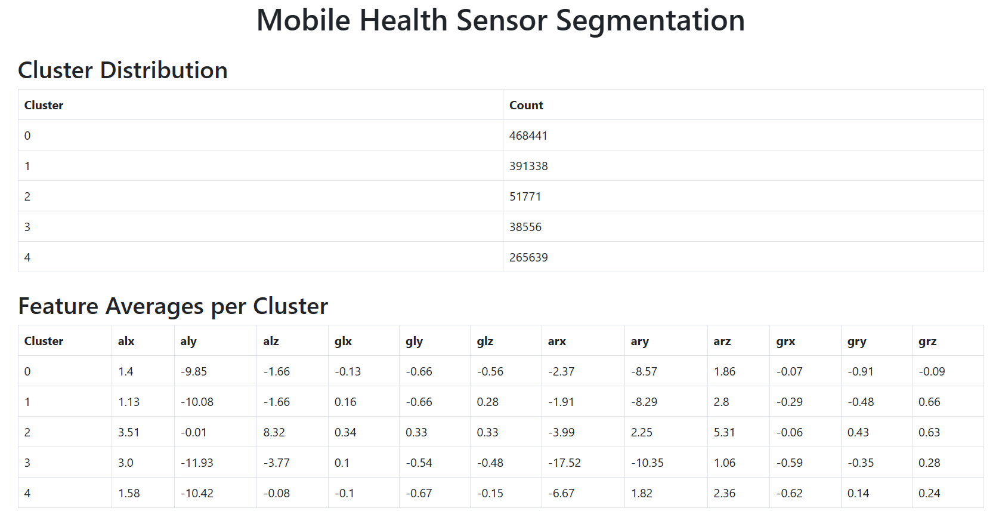 Mobile Health Sensor Segmentation
Cluster Distribution
Cluster Count
0 468441
1 391338
2 51771
3 38556
4 265639
Feature Averages per Cluster
Cluster alx aly alz glx gly glz arx ary arz grx gry grz
0 1.4 -9.85 -1.66 -0.13 -0.66 -0.56 -2.37 -8.57 1.86 -0.07 -0.91 -0.09
1 1.13 -10.08 -1.66 0.16 -0.66 0.28 -1.91 -8.29 2.8 -0.29 -0.48 0.66
2 3.51 -0.01 8.32 0.34 0.33 0.33 -3.99 2.25 5.31 -0.06 0.43 0.63
3 3.0 -11.93 -3.77 0.1 -0.54 -0.48 -17.52 -10.35 1.06 -0.59 -0.35 0.28
4 1.58 -10.42 -0.08 -0.1 -0.67 -0.15 -6.67 1.82 2.36 -0.62 0.14 0.24